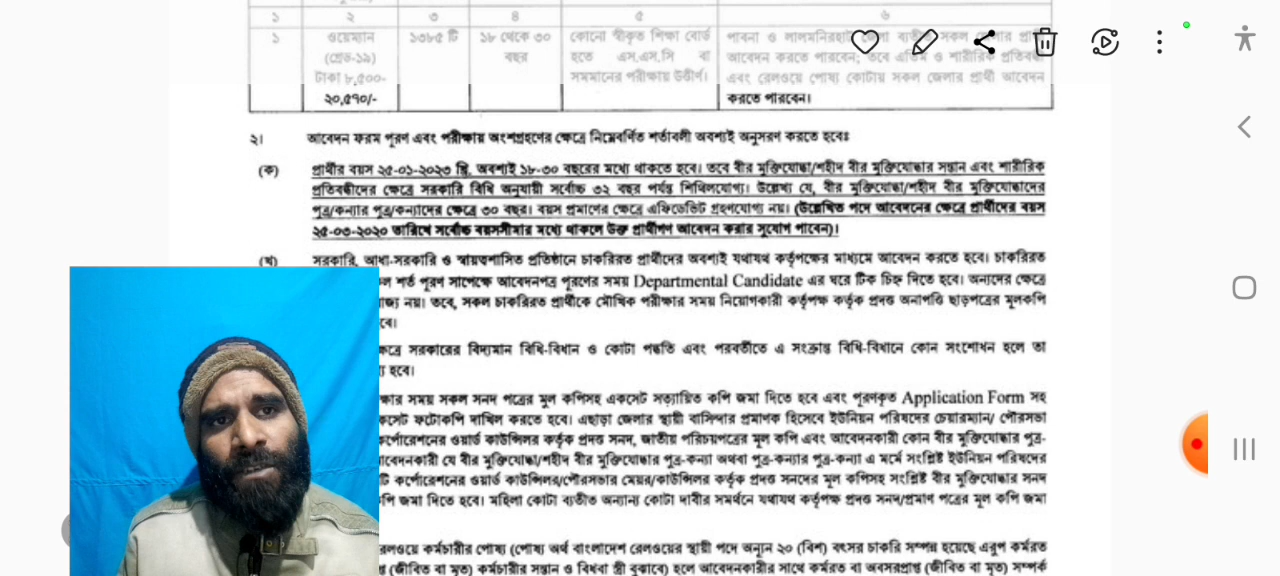 ১ ২ ৩ ৪ ৫ ৬
১ ওয়েম্যান ১৩৮৫ টি ১৮ থেকে ৩০ কোনো স্বীকৃত শিক্ষা বোর্ড পাবনা ও লালমনিরহাট জেলা ব্যতীত সকল জেলার
(গ্রেড-১৯) বছর হতে এস.এস.সি বা আবেদন করতে পারবেন; তবে এতিম ও শারীরিক প্রতিবন্ধী
টাকা ৮,৫০০- সমমানের পরীক্ষায় উত্তীর্ণ। এবং রেলওয়ে পোষ্য কোটায় সকল জেলার প্রার্থী আবেদন
২০,৫৭০/- করতে পারবেন।
২। আবেদন ফরম পূরণ এবং পরীক্ষায় অংশগ্রহণের ক্ষেত্রে নিম্নেবর্ণিত শর্তাবলী অবশ্যই অনুসরণ করতে হবেঃ
(ক) প্রার্থীর বয়স ২৫-০১-২০২৩ খ্রি. অবশ্যই ১৮-৩০ বছরের মধ্যে থাকতে হবে। তবে বীর মুক্তিযোদ্ধা/শহীদ বীর মুক্তিযোদ্ধার সন্তান এবং শারীরিক
প্রতিবন্ধীদের ক্ষেত্রে সরকারি বিধি অনুযায়ী সর্বোচ্চ ৩২ বছর পর্যন্ত শিথিলযোগ্য। উল্লেখ্য যে, বীর মুক্তিযোদ্ধা/শহীদ বীর মুক্তিযোদ্ধাদের
পুত্র/কন্যার পুত্র/কন্যাদের ক্ষেত্রে ৩০ বছর। বয়স প্রমাণের ক্ষেত্রে এফিডেভিট গ্রহণযোগ্য নয়। (উল্লেখিত পদে আবেদনের ক্ষেত্রে প্রার্থীদের বয়স
২৫-০৩-২০২০ তারিখে সর্বোচ্চ বয়সসীমার মধ্যে থাকলে উক্ত প্রার্থীগণ আবেদন করার সুযোগ পাবেন)।
(খ) সরকারি, আধা-সরকারি ও স্বায়ত্তশাসিত প্রতিষ্ঠানে চাকরিরত প্রার্থীদের অবশ্যই যথাযথ কর্তৃপক্ষের মাধ্যমে আবেদন করতে হবে। চাকরিরত
ল শর্ত পূরণ সাপেক্ষে আবেদনপত্র পূরণের সময় Departmental Candidate এর ঘরে টিক চিহ্ন দিতে হবে। অন্যদের ক্ষেত্রে
জ্য নয়। তবে, সকল চাকরিরত প্রার্থীকে মৌখিক পরীক্ষার সময় নিয়োগকারী কর্তৃপক্ষ কর্তৃক প্রদত্ত অনাপত্তি ছাড়পত্রের মূলকপি
বে।
ক্ষেত্রে সরকারের বিদ্যমান বিধি-বিধান ও কোটা পদ্ধতি এবং পরবর্তীতে এ সংক্রান্ত বিধি-বিধানে কোন সংশোধন হলে তা
্য হবে।
ক্ষার সময় সকল সনদ পত্রের মূল কপিসহ একসেট সত্যায়িত কপি জমা দিতে হবে এবং পূরণকৃত Application Form সহ
কসেট ফটোকপি দাখিল করতে হবে। এছাড়া জেলার স্থায়ী বাসিন্দার প্রমাণক হিসেবে ইউনিয়ন পরিষদের চেয়ারম্যান/ পৌরসভা
কর্পোরেশনের ওয়ার্ড কাউন্সিলর কর্তৃক প্রদত্ত সনদ, জাতীয় পরিচয়পত্রের মূল কপি এবং আবেদনকারী কোন বীর মুক্তিযোদ্ধার পুত্র-
াবেদনকারী যে বীর মুক্তিযোদ্ধা/শহীদ বীর মুক্তিযোদ্ধার পুত্র-কন্যা অথবা পুত্র-কন্যার পুত্র-কন্যা এ মর্মে সংশ্লিষ্ট ইউনিয়ন পরিষদের
টি কর্পোরেশনের ওয়ার্ড কাউন্সিলর/পৌরসভার মেয়র/কাউন্সিলর কর্তৃক প্রদত্ত সনদের মূল কপিসহ সংশ্লিষ্ট বীর মুক্তিযোদ্ধার সনদ
পি জমা দিতে হবে। মহিলা কোটা ব্যতীত অন্যান্য কোটা দাবীর সমর্থনে যথাযথ কর্তৃপক্ষ প্রদত্ত সনদ/প্রমাণ পত্রের মূল কপি জমা
রেলওয়ে কর্মচারীর পোষ্য (পোষ্য অর্থ বাংলাদেশ রেলওয়ের স্থায়ী পদে অন্যূন ২০ (বিশ) বৎসর চাকরি সম্পন্ন হয়েছে এরূপ কর্মরত
(জীবিত বা মৃত) কর্মচারীর সন্তান ও বিধবা স্ত্রী বুঝাবে) হলে আবেদনকারীর সাথে কর্মরত বা অবসরপ্রাপ্ত (জীবিত বা মৃত) সম্পর্ক